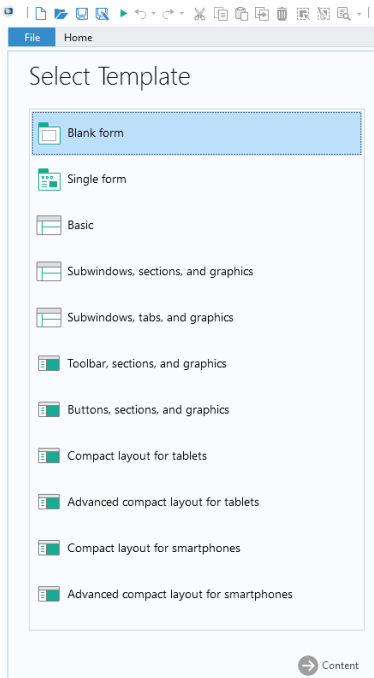 File Home
Select Template
Blank form
Single form
Basic
Subwindows, sections, and graphics
Subwindows, tabs, and graphics
Toolbar, sections, and graphics
Buttons, sections, and graphics
Compact layout for tablets
Advanced compact layout for tablets
Compact layout for smartphones
Advanced compact layout for smartphones
Content